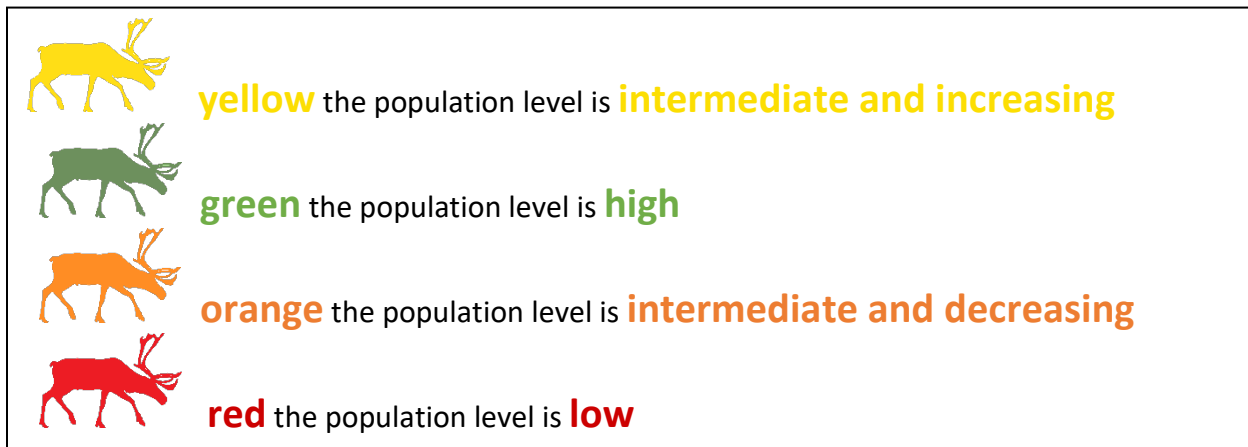 yellow the population level is intermediate and increasing
green the population level is high
orange the population level is intermediate and decreasing
red the population level is low